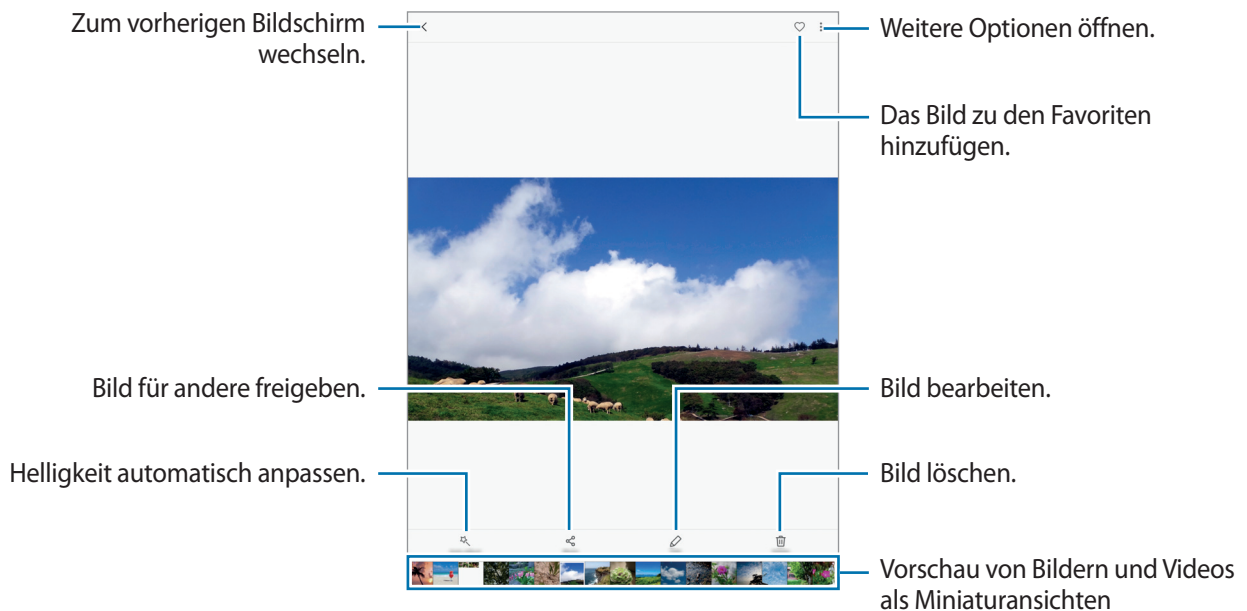 Zum vorherigen Bildschirm
wechseln.
Weitere Optionen öffnen.
Das Bild zu den Favoriten
hinzufügen.
Bild für andere freigeben.
Bild bearbeiten.
Helligkeit automatisch anpassen.
Bild löschen.
Vorschau von Bildern und Videos
als Miniaturansichten